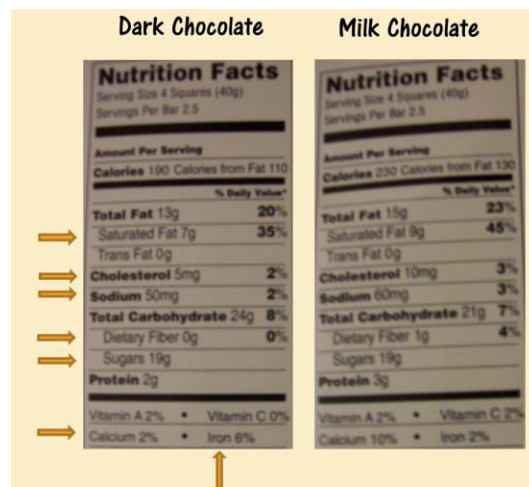 Dark Chocolate
Nutrition Facts
Serving Size 4 Squares (40g)
Servings Per Bar 2.5
Amount Per Serving
Calories 190 Calories from Fat 110
% Daily Value*
Total Fat 13g 20%
Saturated Fat 7g 35%
Trans Fat 0g
Cholesterol 5mg 2%
Sodium 50mg 2%
Total Carbohydrate 24g 8%
Dietary Fiber 0g 0%
Sugars 19g
Protein 2g
Vitamin A 2% • Vitamin C 0%
Calcium 2% • Iron 6%
Milk Chocolate
Nutrition Facts
Serving Size 4 Squares (40g)
Servings Per Bar 2.5
Amount Per Serving
Calories 230 Calories from Fat 130
% Daily Value*
Total Fat 15g 23%
Saturated Fat 9g 45%
Trans Fat 0g
Cholesterol 10mg 3%
Sodium 60mg 3%
Total Carbohydrate 21g 7%
Dietary Fiber 1g 4%
Sugars 19g
Protein 3g
Vitamin A 2% • Vitamin C 2%
Calcium 10% • Iron 2%